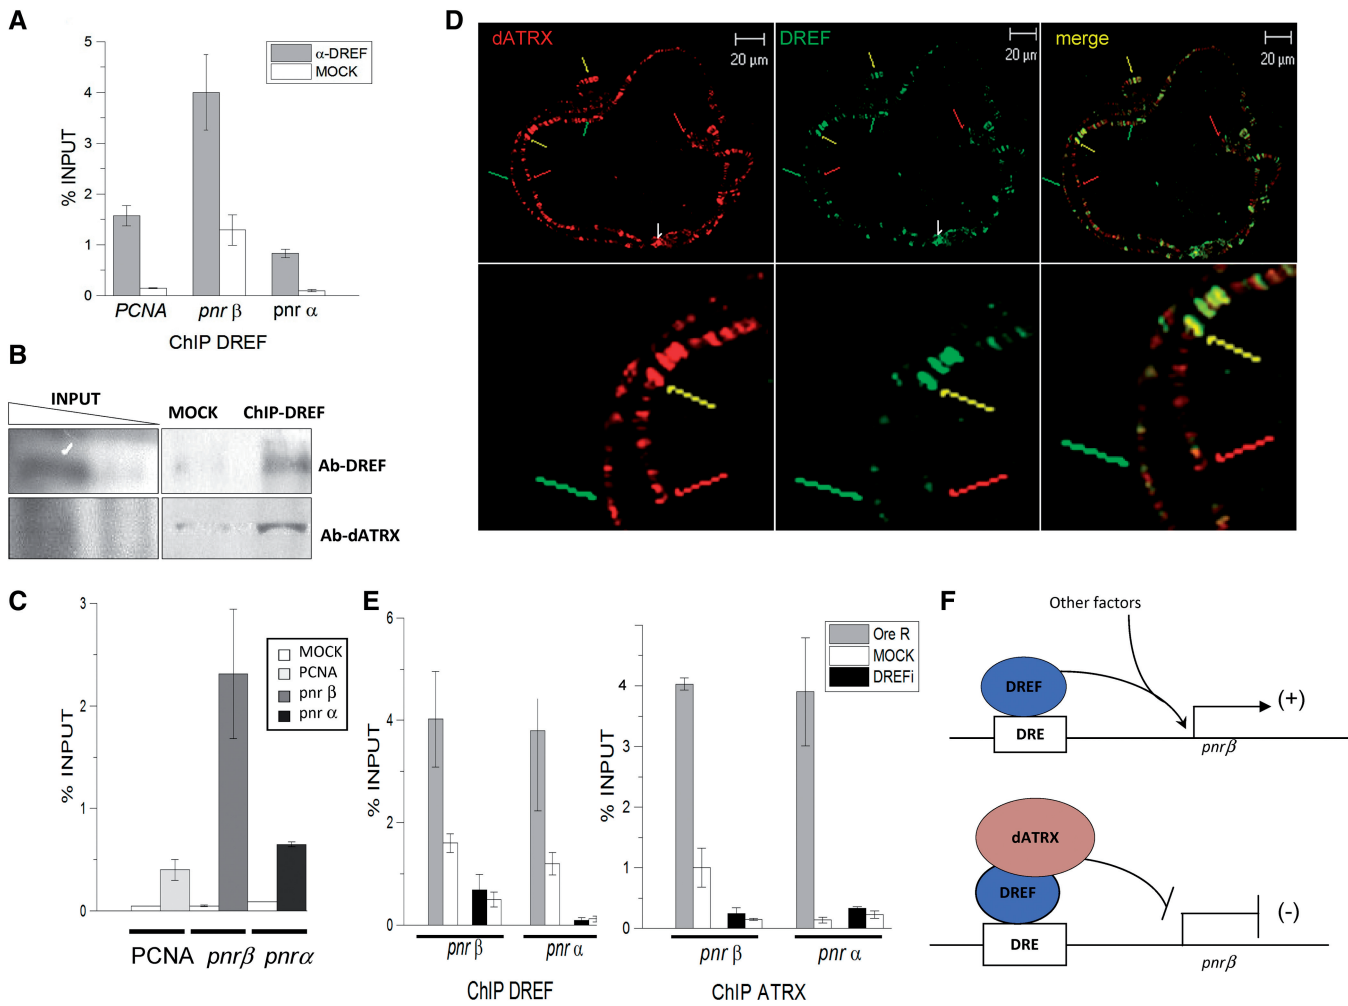 A
5
4
3
2
1
0
% INPUT
α-DREF
MOCK
PCNA
pnr β
pnr α
ChIP DREF
B
INPUT
MOCK
ChIP-DREF
Ab-DREF
Ab-dATRX
C
3
2
1
0
% INPUT
MOCK
PCNA
pnr β
pnr α
PCNA
pnrβ
pnrα
D
dATRX
20 µm
DREF
20 µm
merge
20 µm
E
6
4
2
0
% INPUT
pnr β
pnr α
ChIP DREF
4
3
2
1
0
% INPUT
Ore R
MOCK
DREFi
pnr β
pnr α
ChIP ATRX
F
Other factors
DREF
DRE
(+)
pnrβ
dATRX
DREF
DRE
(-)
pnrβ